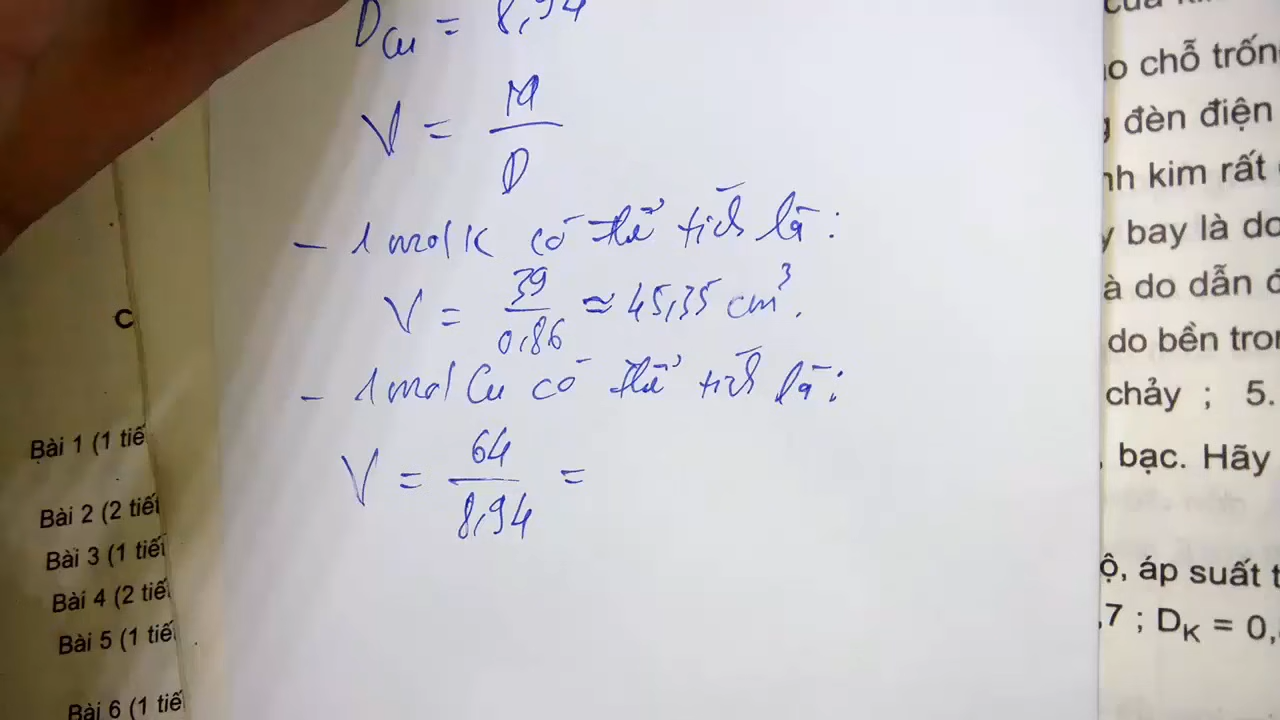 D_Cu = 8,94
V = M / D
- 1 mol K có thể tích là:
V = 39 / 0,86 ≈ 45,35 cm³.
- 1 mol Cu có thể tích là:
V = 64 / 8,94 =
C
Bài 1 (1 tiế
Bài 2 (2 tiết
Bài 3 (1 tiết
Bài 4 (2 tiế
Bài 5 (1 tiế
Bài 6 (1 tiế
của
o chỗ trốn
đèn điện
nh kim rất
y bay là do
à do dẫn
do bền tron
chảy ; 5.
bạc. Hãy
ộ, áp suất t
,7 ; D_K = 0,